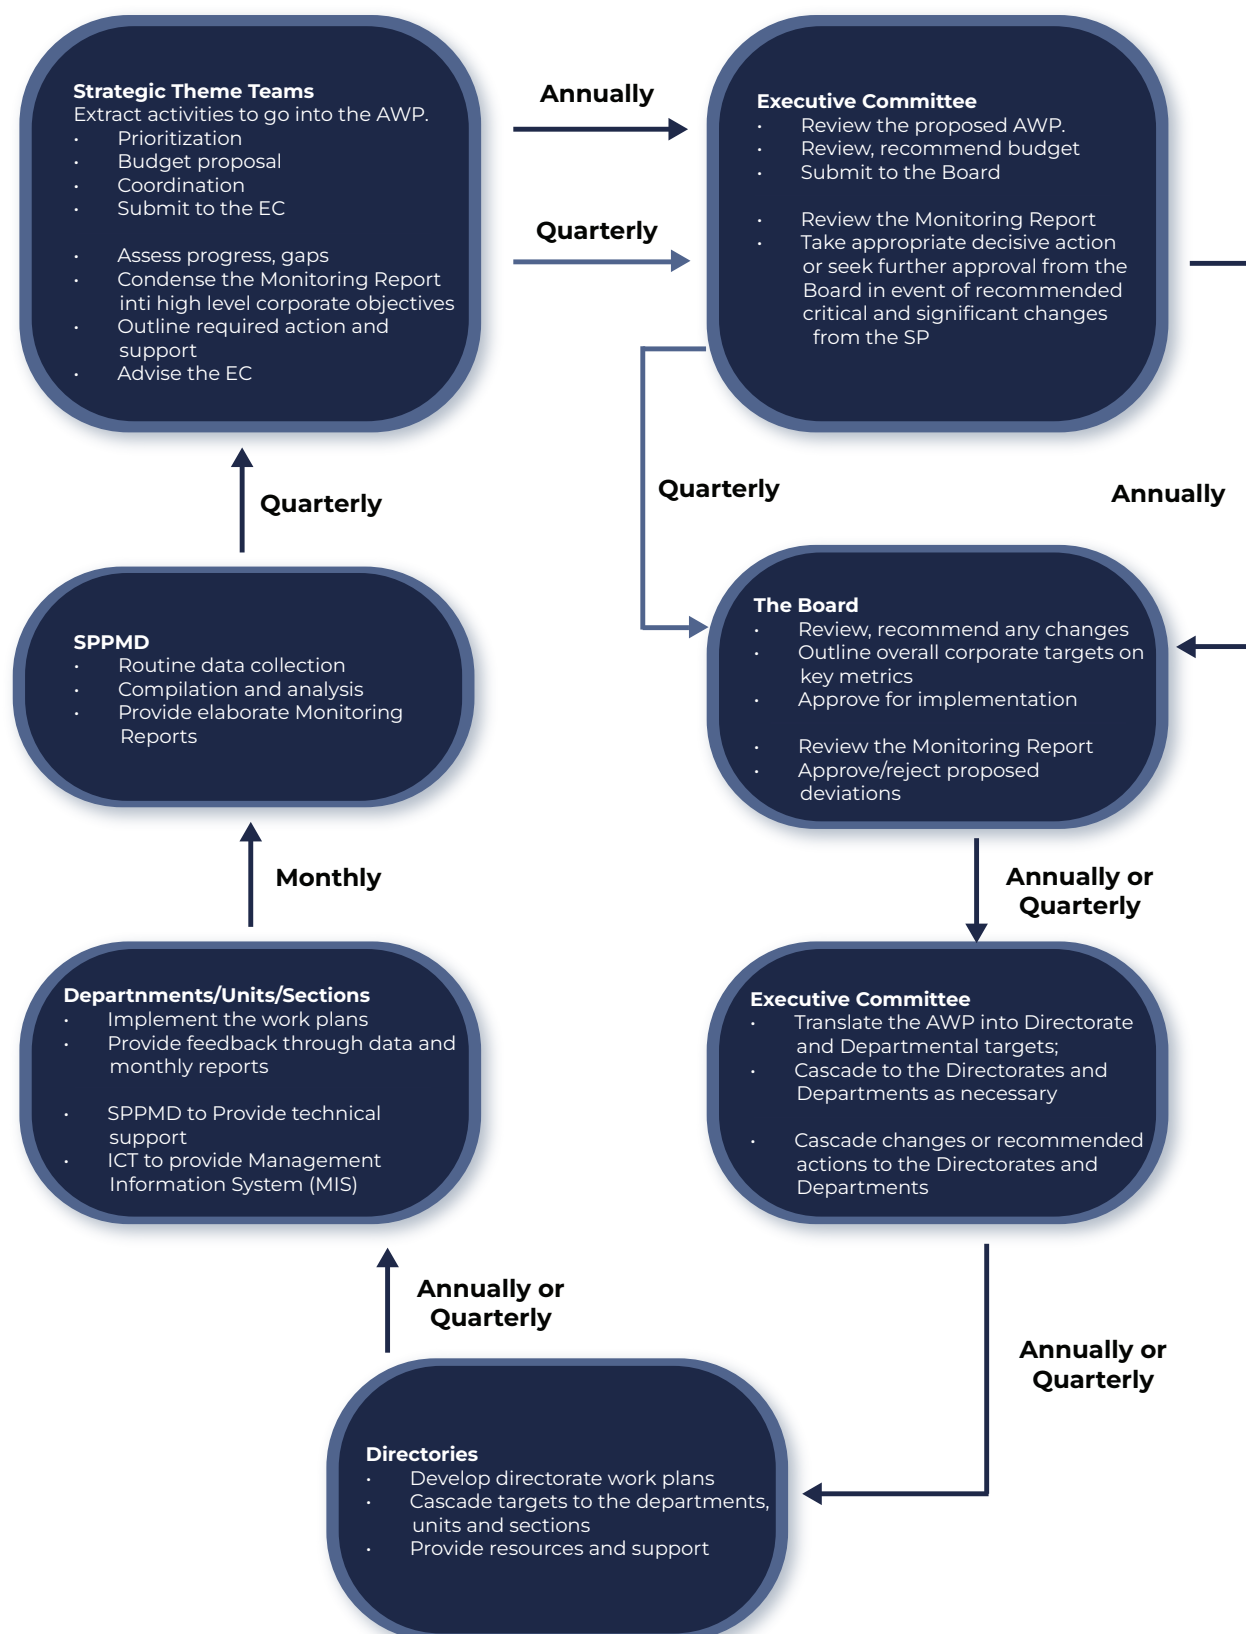 Strategic Theme Teams
Extract activities to go into the AWP.
· Prioritization
· Budget proposal
· Coordination
· Submit to the EC
· Assess progress, gaps
· Condense the Monitoring Report
inti high level corporate objectives
· Outline required action and
support
· Advise the EC
Annually
Quarterly
Executive Committee
· Review the proposed AWP.
· Review, recommend budget
· Submit to the Board
· Review the Monitoring Report
· Take appropriate decisive action
or seek further approval from the
Board in event of recommended
critical and significant changes
from the SP
Quarterly
Quarterly
Annually
SPPMD
· Routine data collection
· Compilation and analysis
· Provide elaborate Monitoring
Reports
The Board
· Review, recommend any changes
· Outline overall corporate targets on
key metrics
· Approve for implementation
· Review the Monitoring Report
· Approve/reject proposed
deviations
Monthly
Annually or
Quarterly
Departnments/Units/Sections
· Implement the work plans
· Provide feedback through data and
monthly reports
· SPPMD to Provide technical
support
· ICT to provide Management
Information System (MIS)
Executive Committee
· Translate the AWP into Directorate
and Departmental targets;
· Cascade to the Directorates and
Departments as necessary
· Cascade changes or recommended
actions to the Directorates and
Departments
Annually or
Quarterly
Annually or
Quarterly
Directories
· Develop directorate work plans
· Cascade targets to the departments,
units and sections
· Provide resources and support